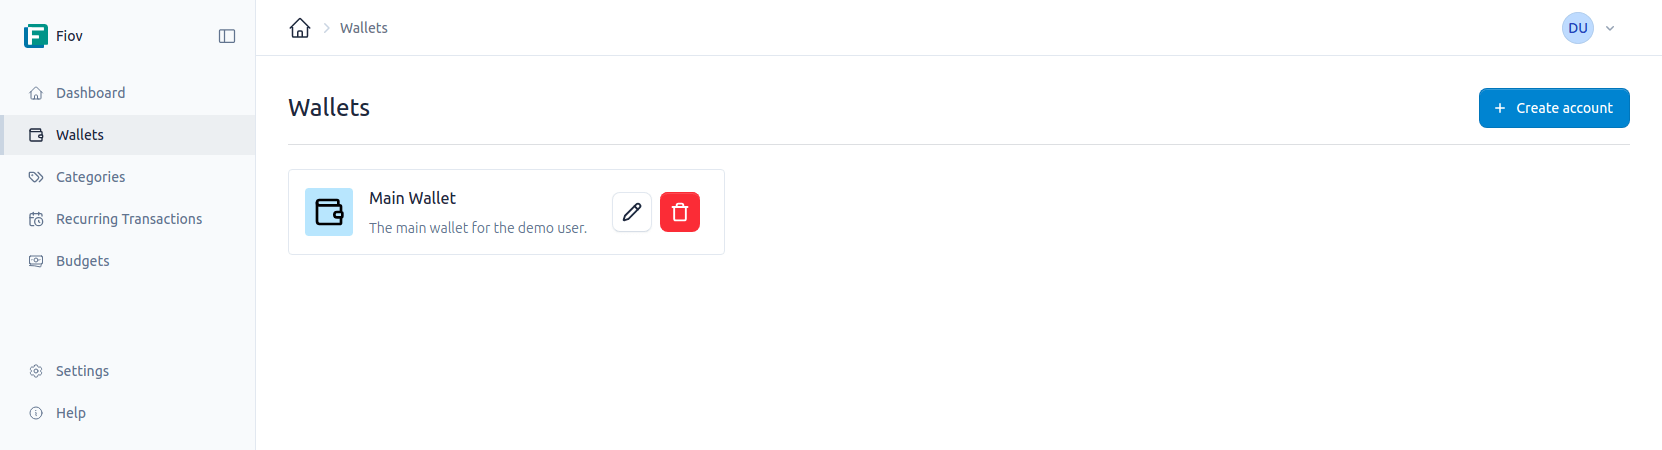 Fiov
Dashboard
Wallets
Categories
Recurring Transactions
Budgets
Settings
Help
Wallets
DU
Wallets
+ Create account
Main Wallet
The main wallet for the demo user.